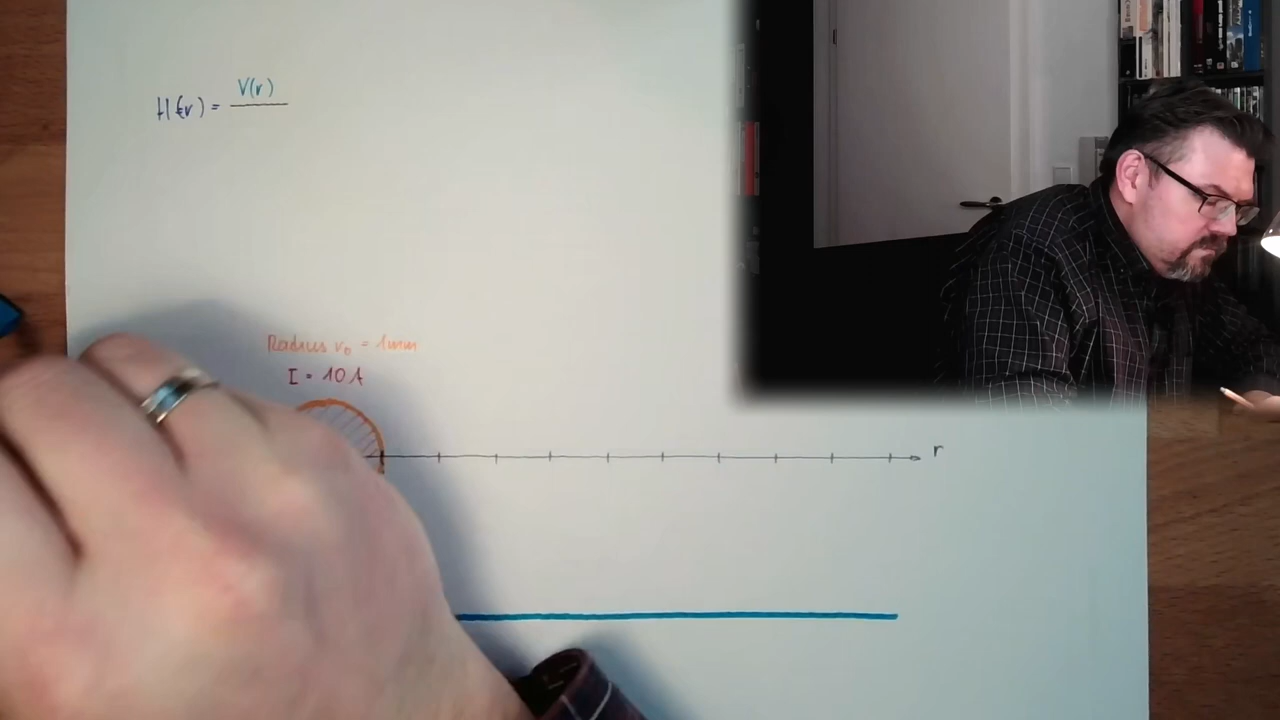 V(r)
H(r) =
Radius r₀ = 1mm
I = 10 A
r